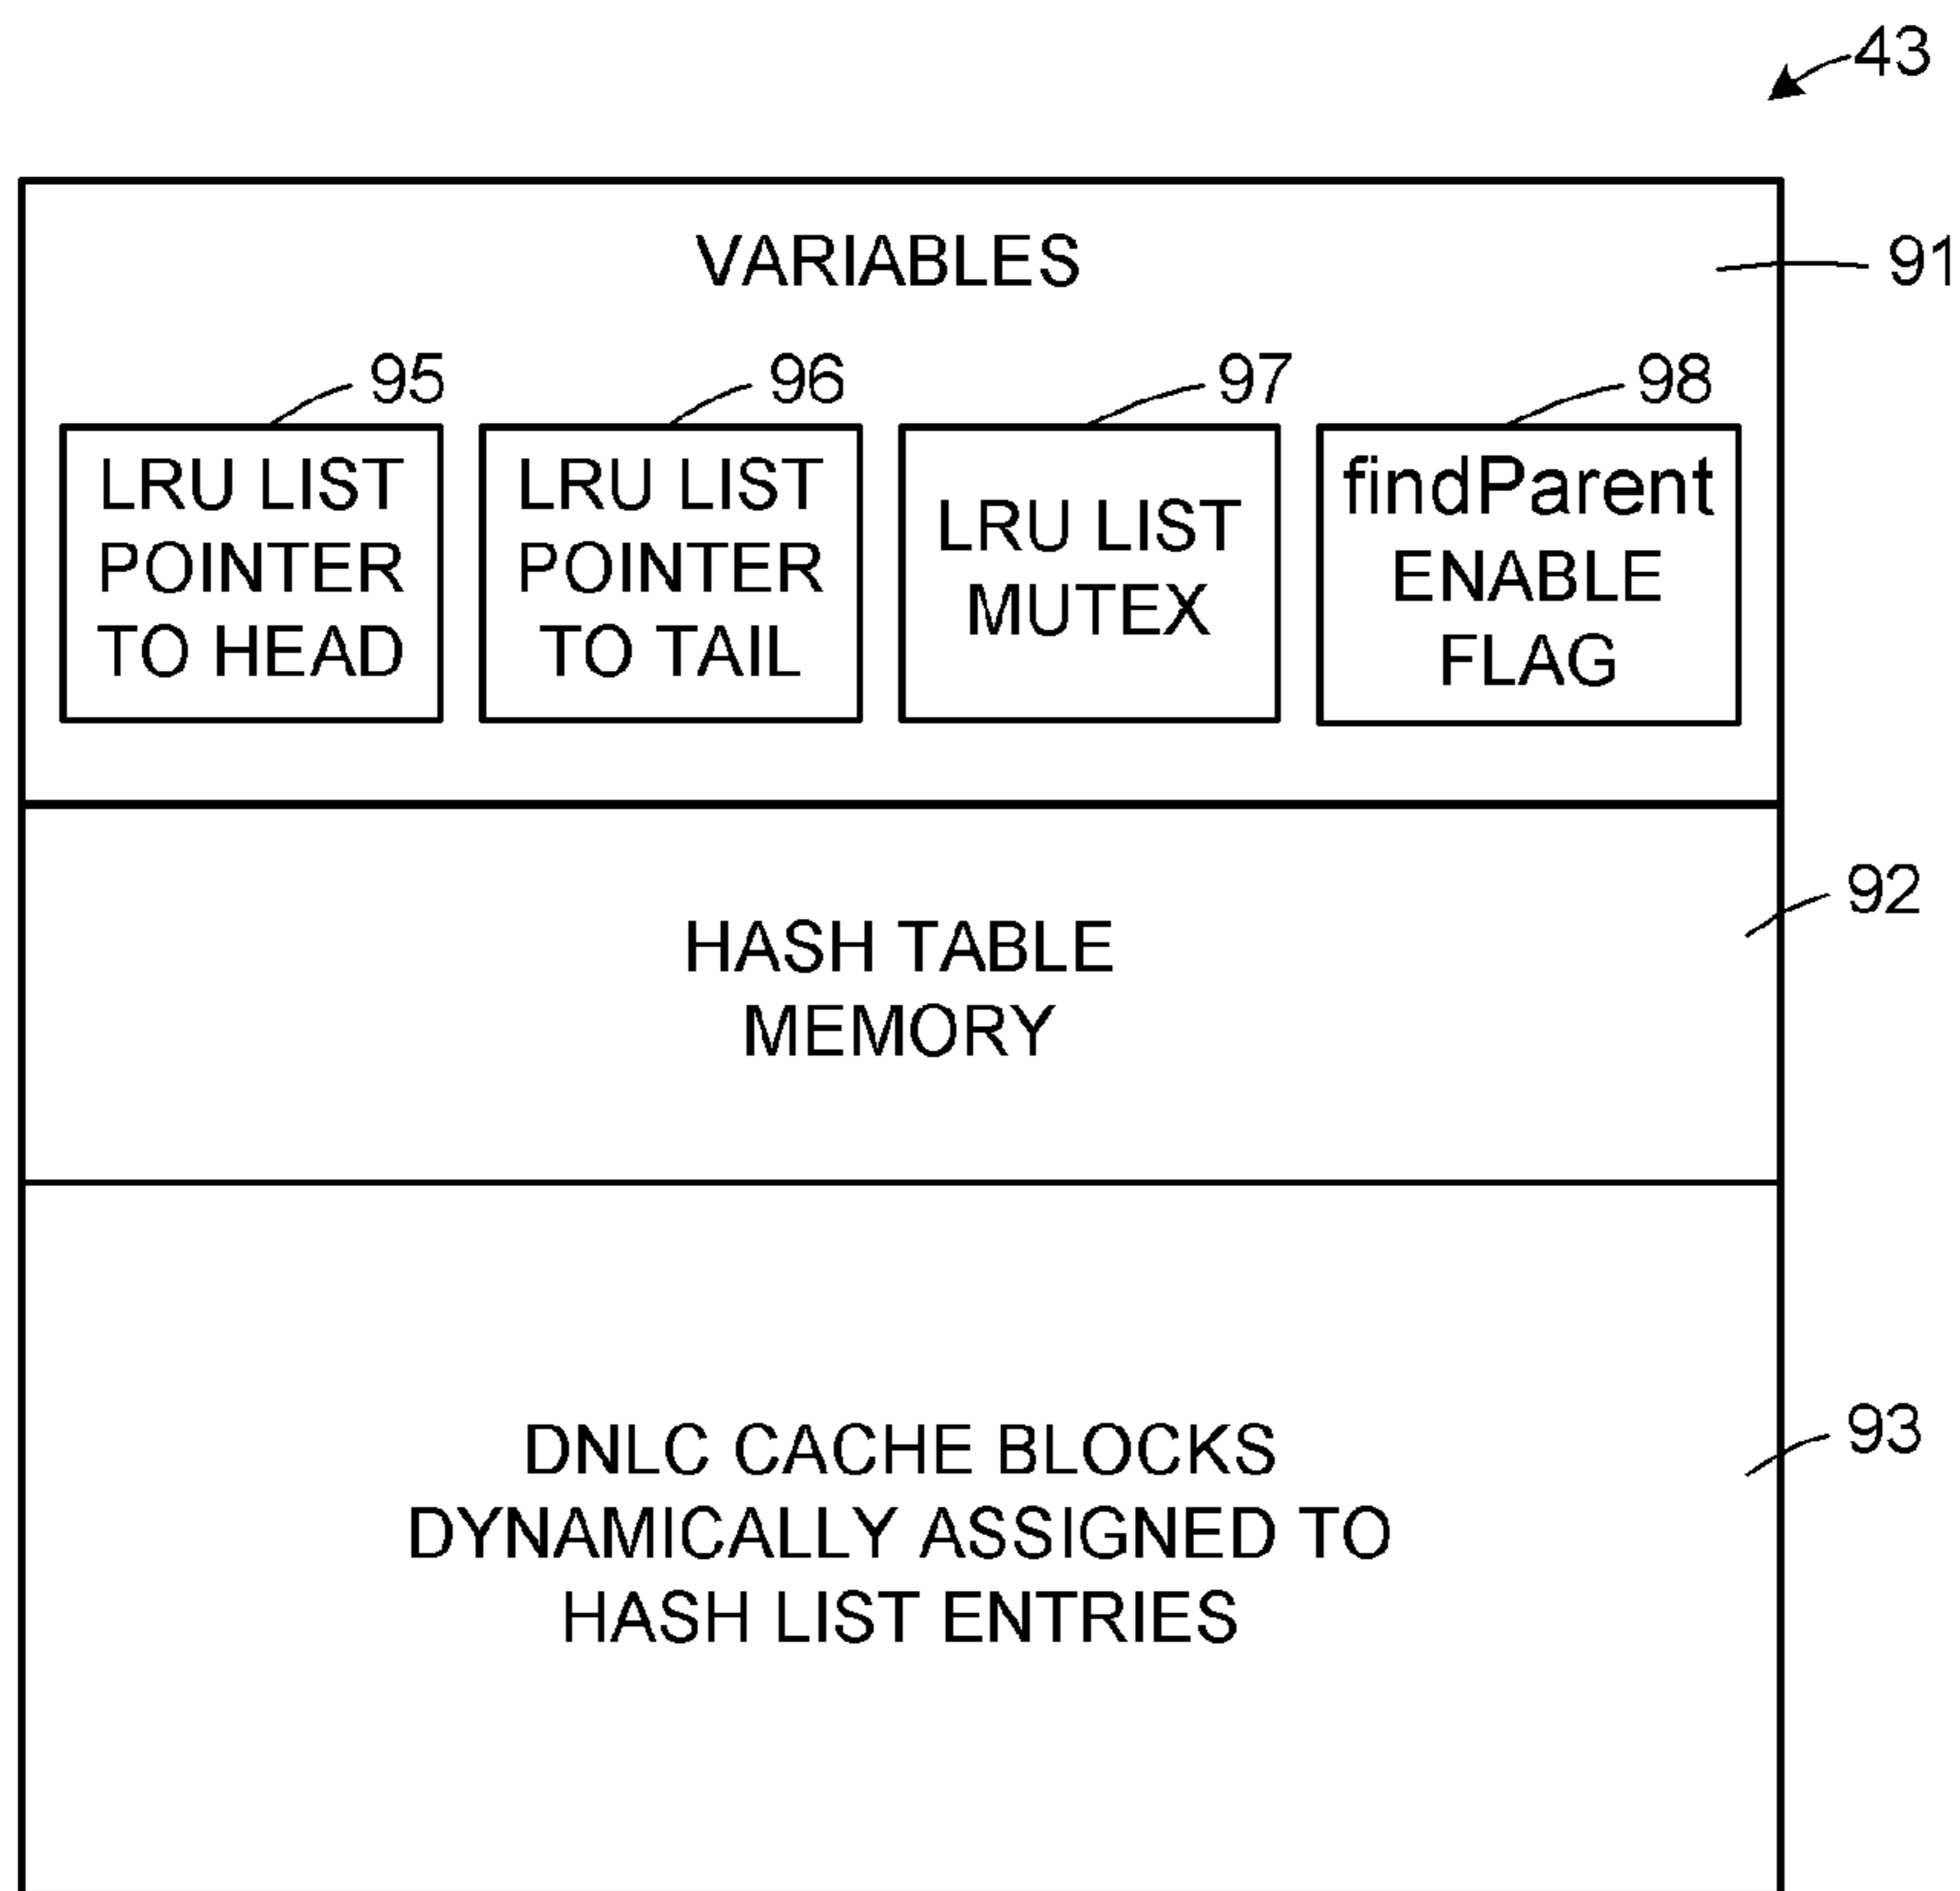 43
VARIABLES
91
95
96
97
98
LRU LIST
POINTER
TO HEAD
LRU LIST
POINTER
TO TAIL
LRU LIST
MUTEX
findParent
ENABLE
FLAG
HASH TABLE
MEMORY
92
DNLC CACHE BLOCKS
DYNAMICALLY ASSIGNED TO
HASH LIST ENTRIES
93